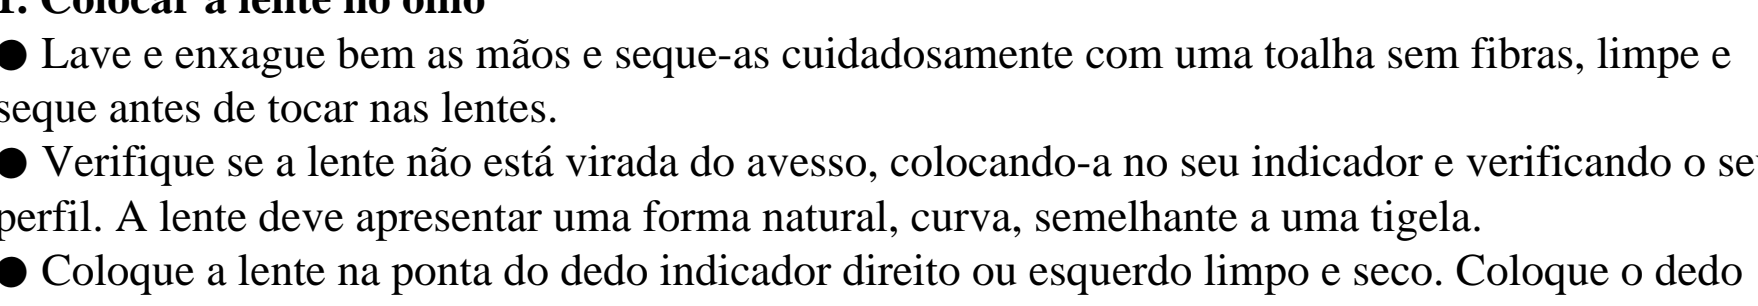 1. Colocar a lente no olho
● Lave e enxague bem as mãos e seque-as cuidadosamente com uma toalha sem fibras, limpe e
seque antes de tocar nas lentes.
● Verifique se a lente não está virada do avesso, colocando-a no seu indicador e verificando o seu
perfil. A lente deve apresentar uma forma natural, curva, semelhante a uma tigela.
● Coloque a lente na ponta do dedo indicador direito ou esquerdo limpo e seco. Coloque o dedo